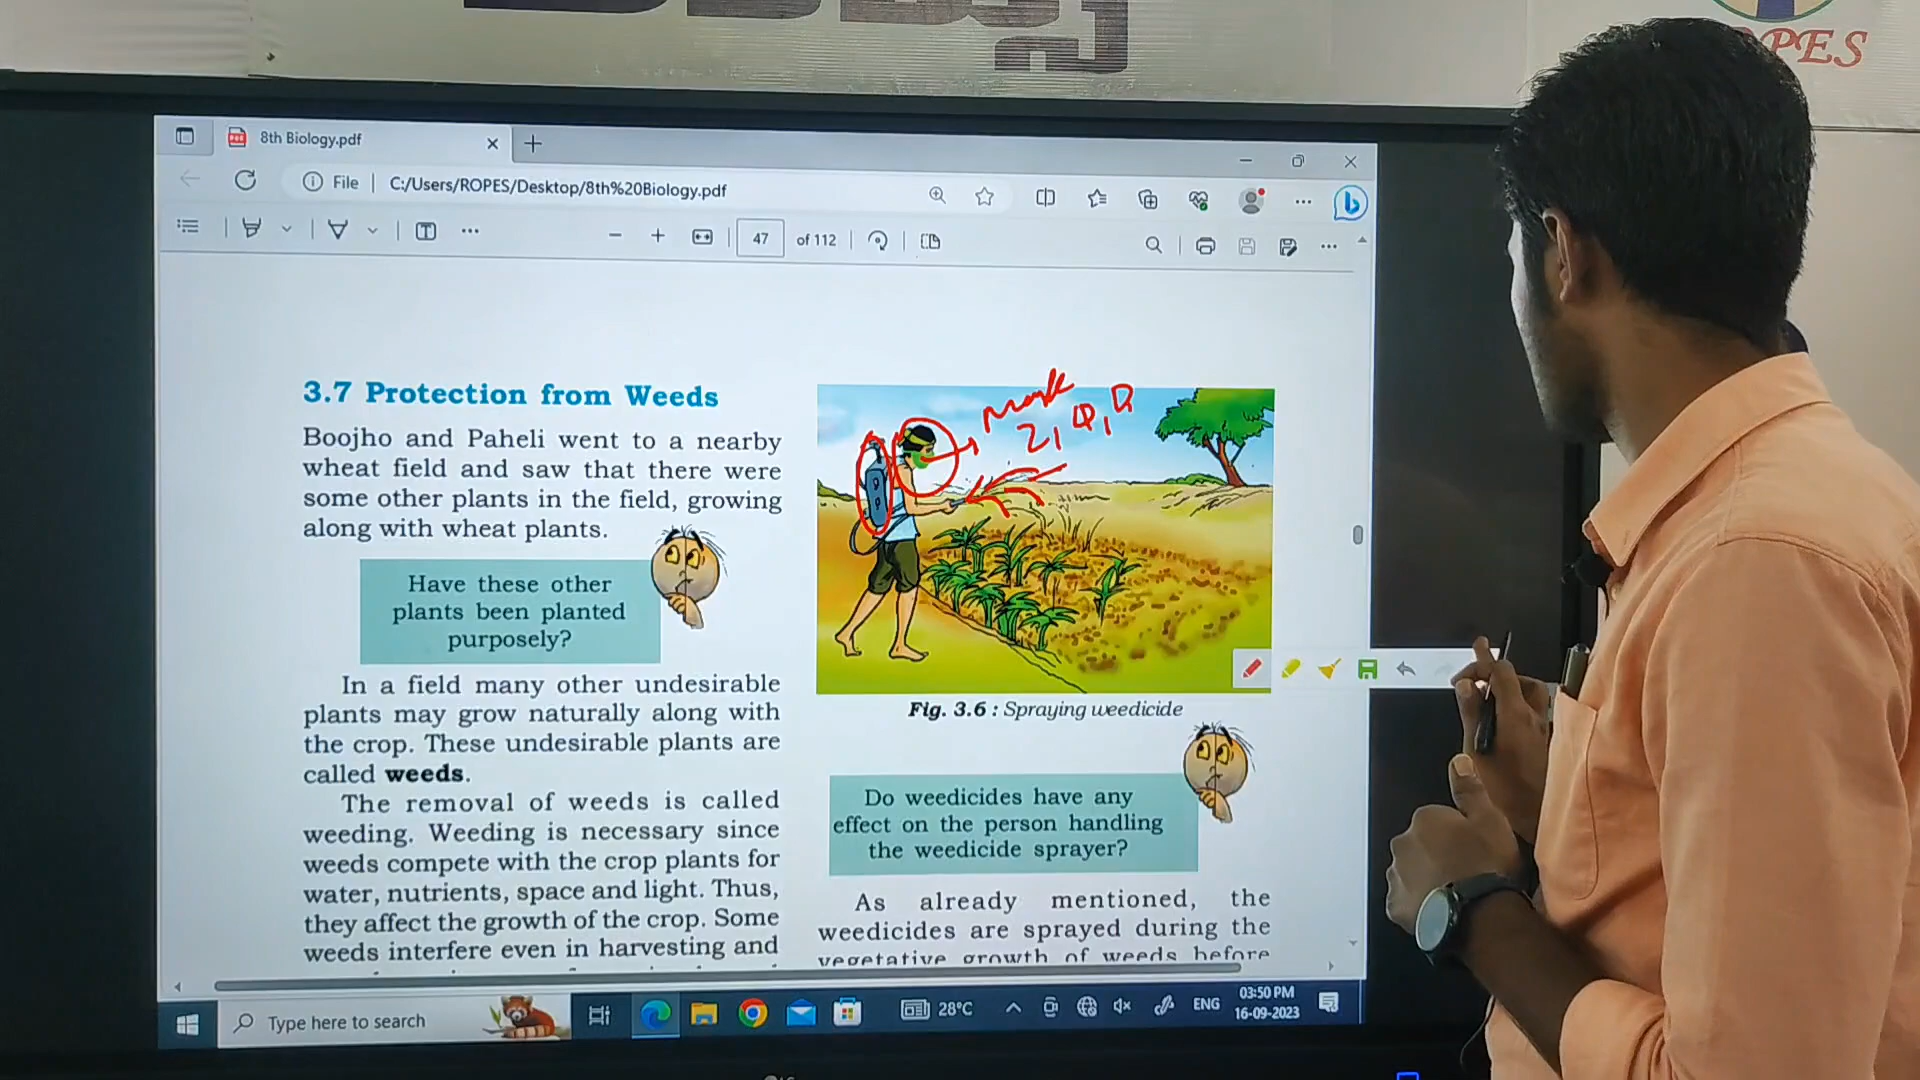 OPES
8th Biology.pdf
File
C:/Users/ROPES/Desktop/8th%20Biology.pdf
47
of 112
3.7 Protection from Weeds
Boojho and Paheli went to a nearby
wheat field and saw that there were
some other plants in the field, growing
along with wheat plants.
Have these other
plants been planted
purposely?
In a field many other undesirable
plants may grow naturally along with
the crop. These undesirable plants are
called weeds.
The removal of weeds is called
weeding. Weeding is necessary since
weeds compete with the crop plants for
water, nutrients, space and light. Thus,
they affect the growth of the crop. Some
weeds interfere even in harvesting and
Mask
Fig. 3.6 : Spraying weedicide
Do weedicides have any
effect on the person handling
the weedicide sprayer?
As already mentioned, the
weedicides are sprayed during the
vegetative growth of weeds before
Type here to search
28°C
ENG
03:50 PM
16-09-2023